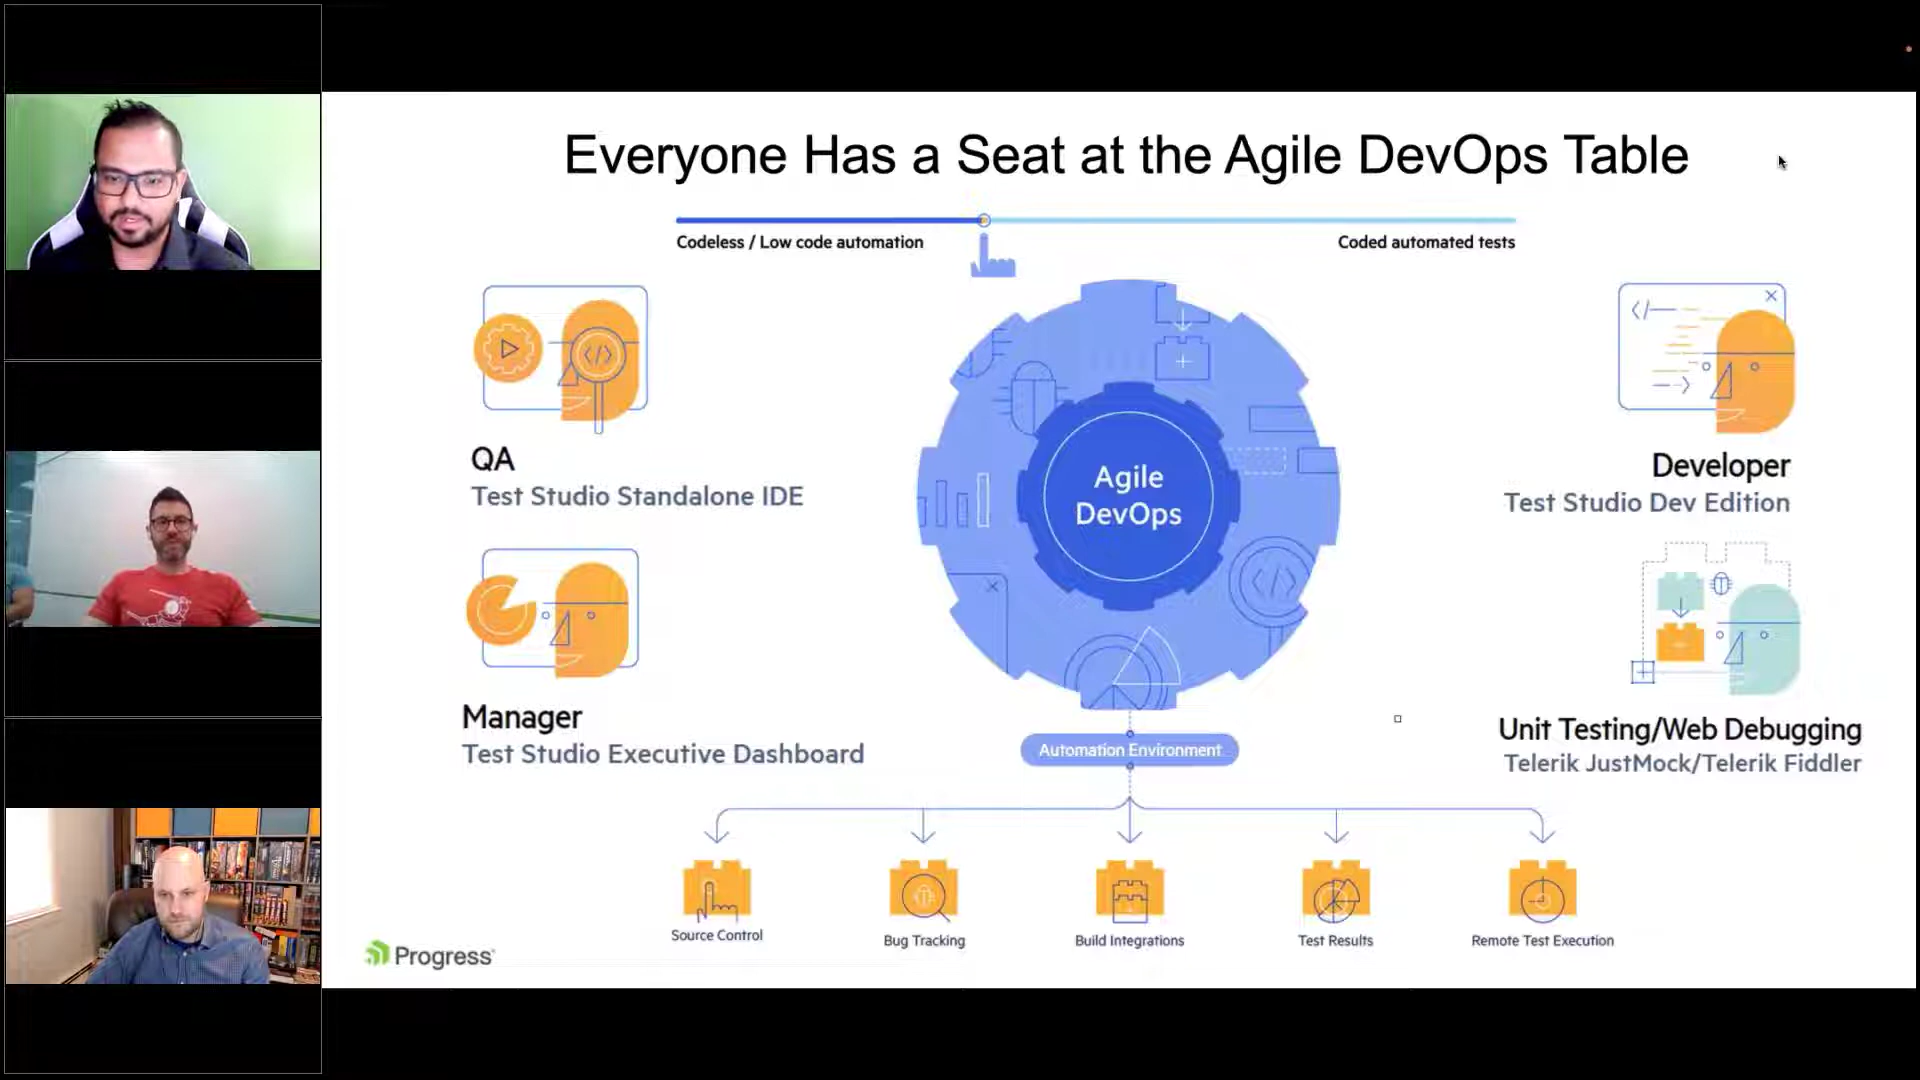 Everyone Has a Seat at the Agile DevOps Table
Codeless / Low code automation
Coded automated tests
QA
Test Studio Standalone IDE
Developer
Test Studio Dev Edition
Agile
DevOps
Manager
Test Studio Executive Dashboard
Unit Testing/Web Debugging
Telerik JustMock/Telerik Fiddler
Automation Environment
Source Control
Bug Tracking
Build Integrations
Test Results
Remote Test Execution
Progress